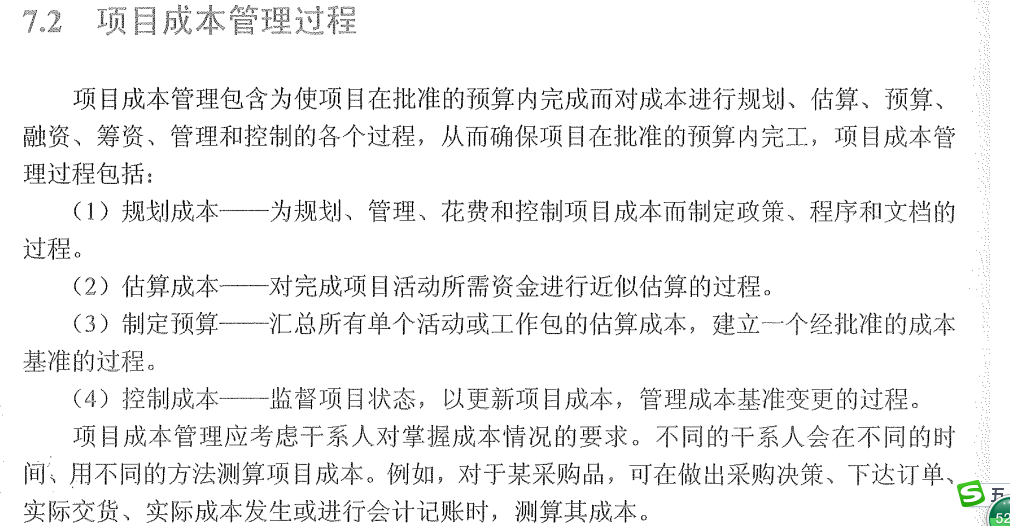 7.2 项目成本管理过程
项目成本管理包含为使项目在批准的预算内完成而对成本进行规划、估算、预算、
融资、筹资、管理和控制的各个过程，从而确保项目在批准的预算内完工，项目成本管
理过程包括：
（1）规划成本——为规划、管理、花费和控制项目成本而制定政策、程序和文档的
过程。
（2）估算成本——对完成项目活动所需资金进行近似估算的过程。
（3）制定预算——汇总所有单个活动或工作包的估算成本，建立一个经批准的成本
基准的过程。
（4）控制成本——监督项目状态，以更新项目成本，管理成本基准变更的过程。
项目成本管理应考虑干系人对掌握成本情况的要求。不同的干系人会在不同的时
间、用不同的方法测算项目成本。例如，对于某采购品，可在做出采购决策、下达订单、
实际交货、实际成本发生或进行会计记账时，测算其成本。
五
52